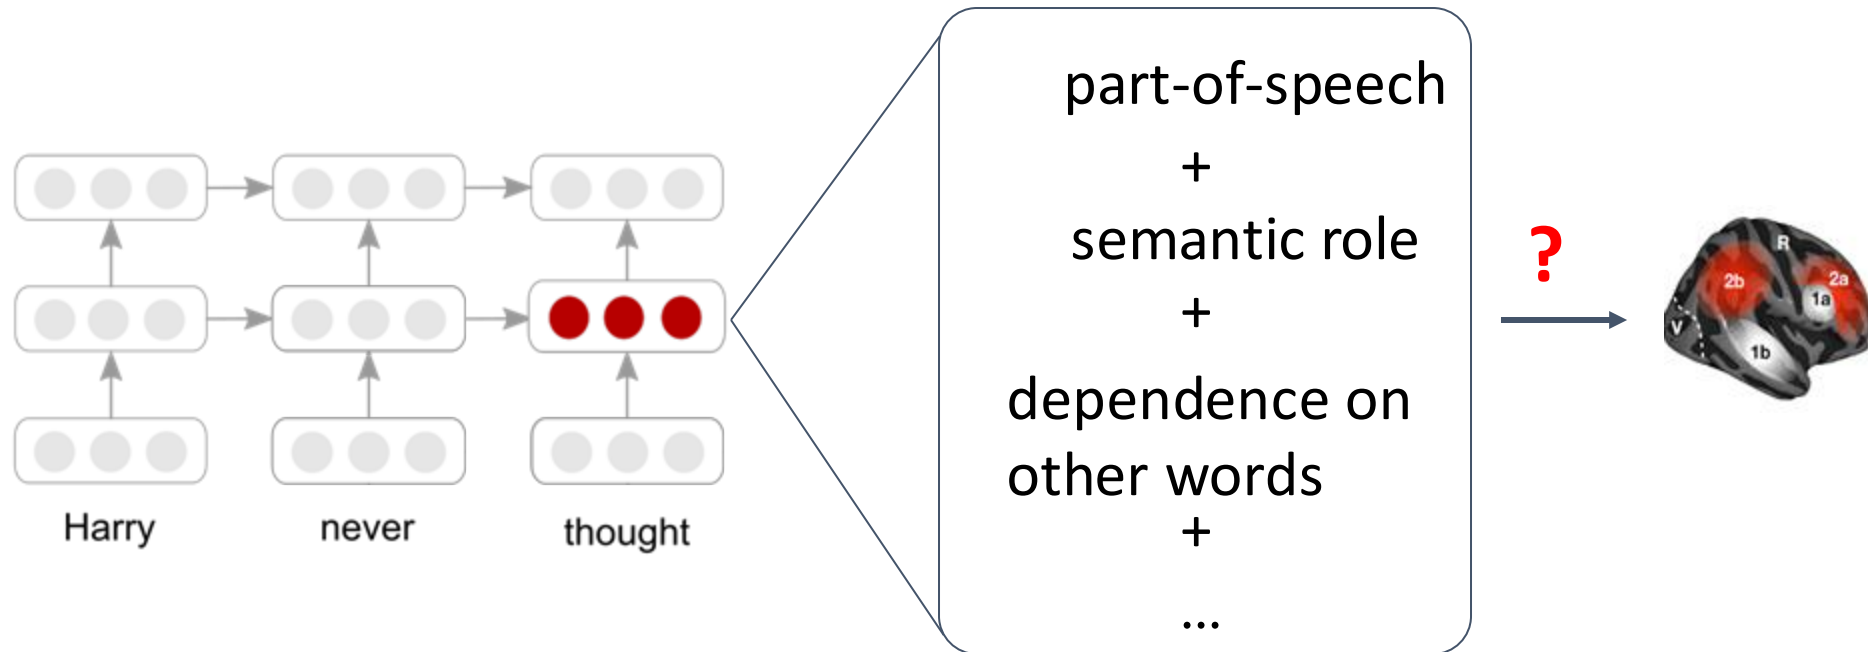 part-of-speech
+
semantic role
+
dependence on
other words
+
...
?
Harry
never
thought
R
2b
2a
1a
V
1b